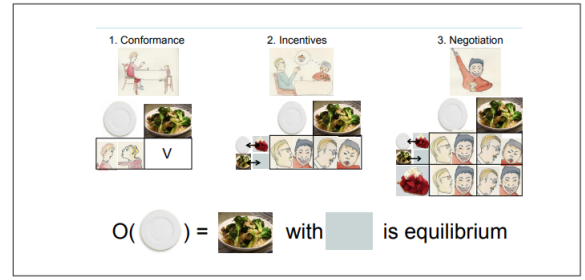 1. Conformance
2. Incentives
3. Negotiation
V
O( ) = with is equilibrium